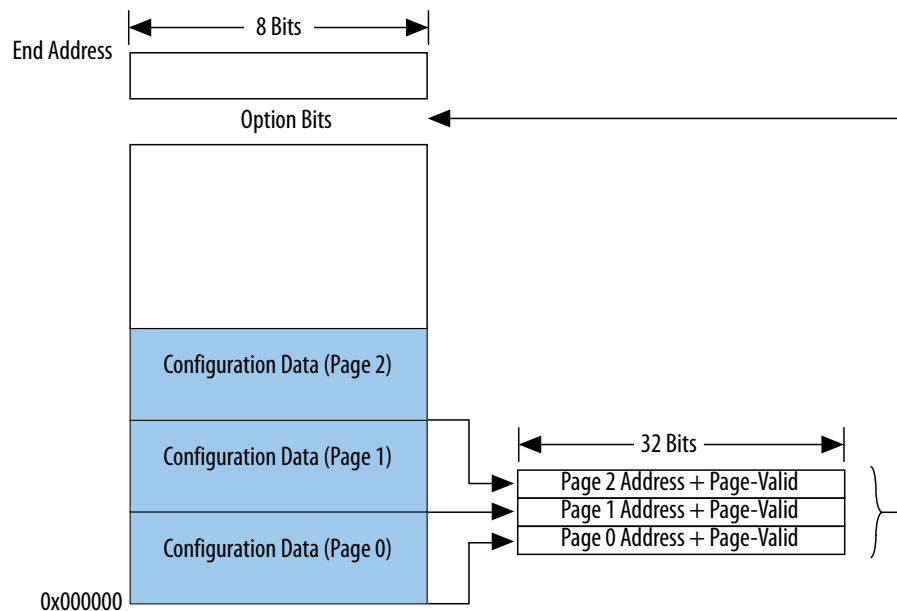 8 Bits
End Address
Option Bits
Configuration Data (Page 2)
Configuration Data (Page 1)
Configuration Data (Page 0)
0x000000
32 Bits
Page 2 Address + Page-Valid
Page 1 Address + Page-Valid
Page 0 Address + Page-Valid